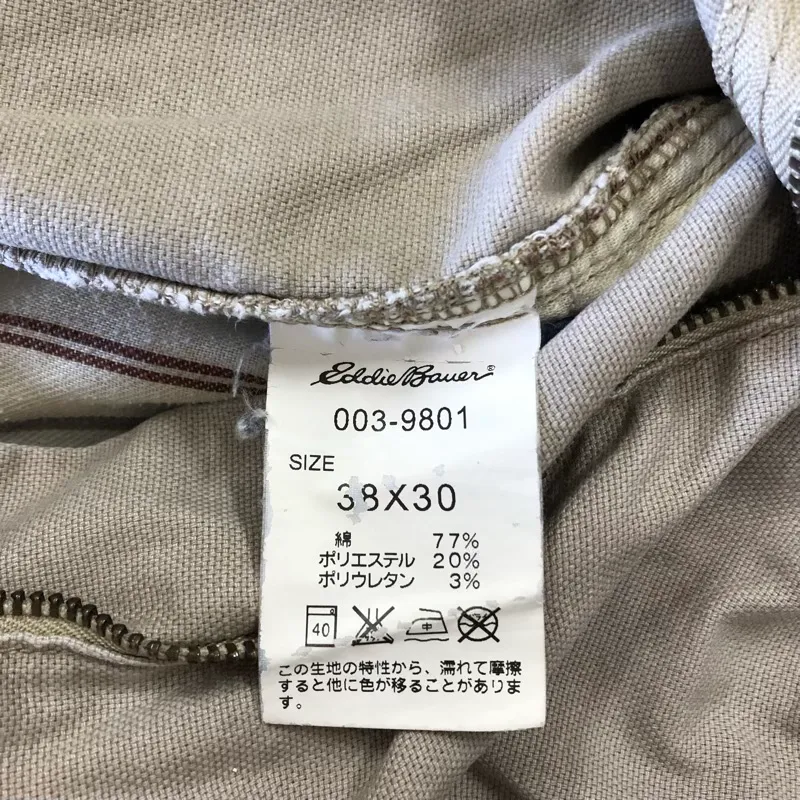 Eddie Bauer®
003-9801
SIZE
38X30
綿 77%
ポリエステル 20%
ポリウレタン 3%
40 中
この生地の特性から、濡れて摩擦
すると他に色が移ることがありま
す。